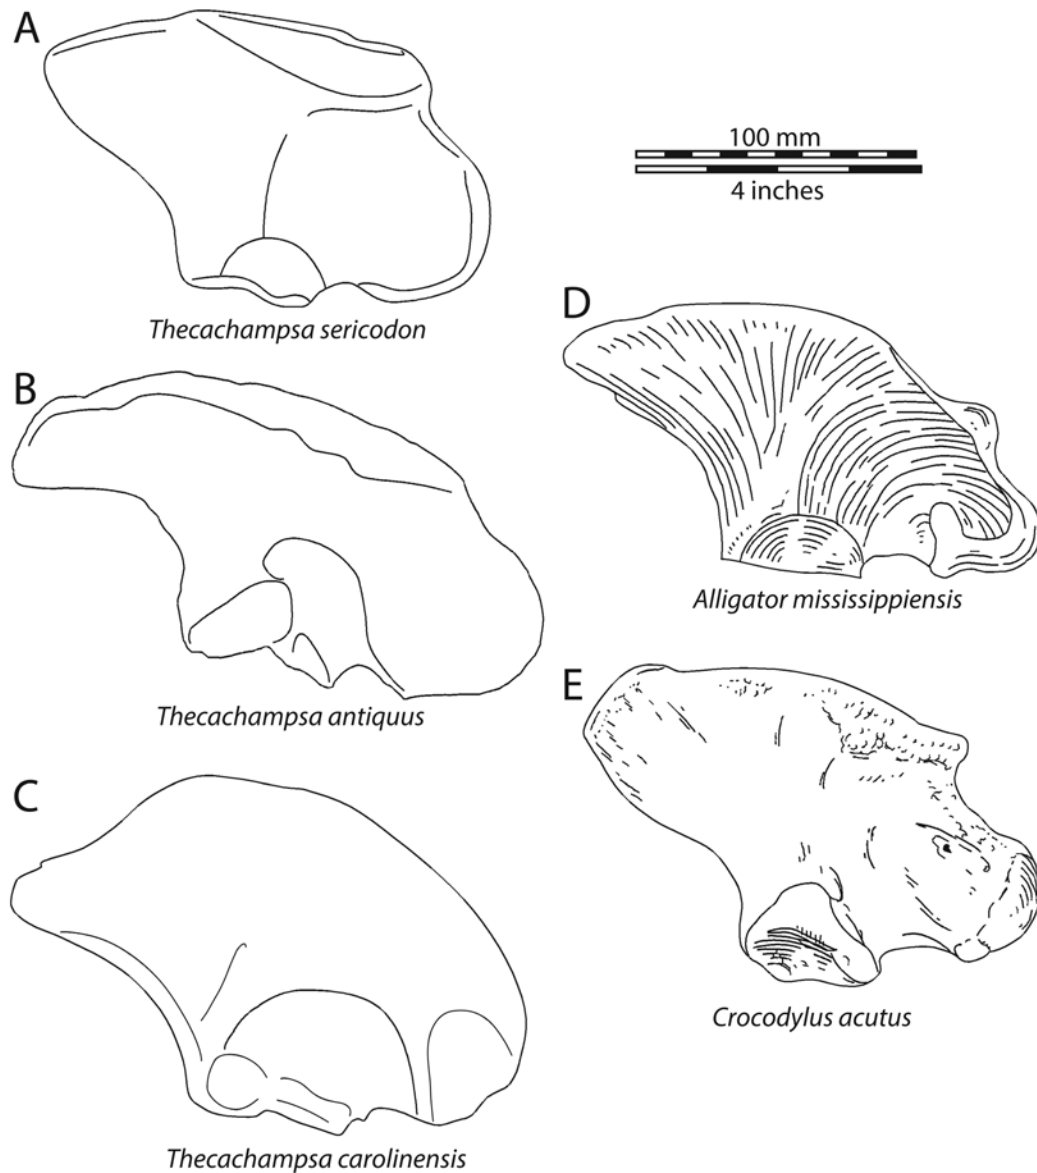 A
Thecachampsa sericodon
100 mm
4 inches
B
Thecachampsa antiquus
C
Thecachampsa carolinensis
D
Alligator mississippiensis
E
Crocodylus acutus